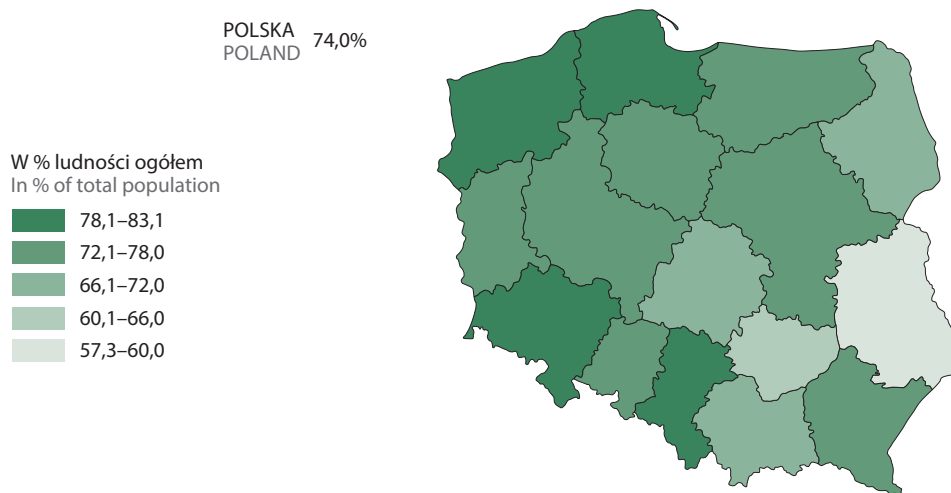 POLSKA
POLAND
74,0%
W % ludności ogółem
In % of total population
78,1–83,1
72,1–78,0
66,1–72,0
60,1–66,0
57,3–60,0